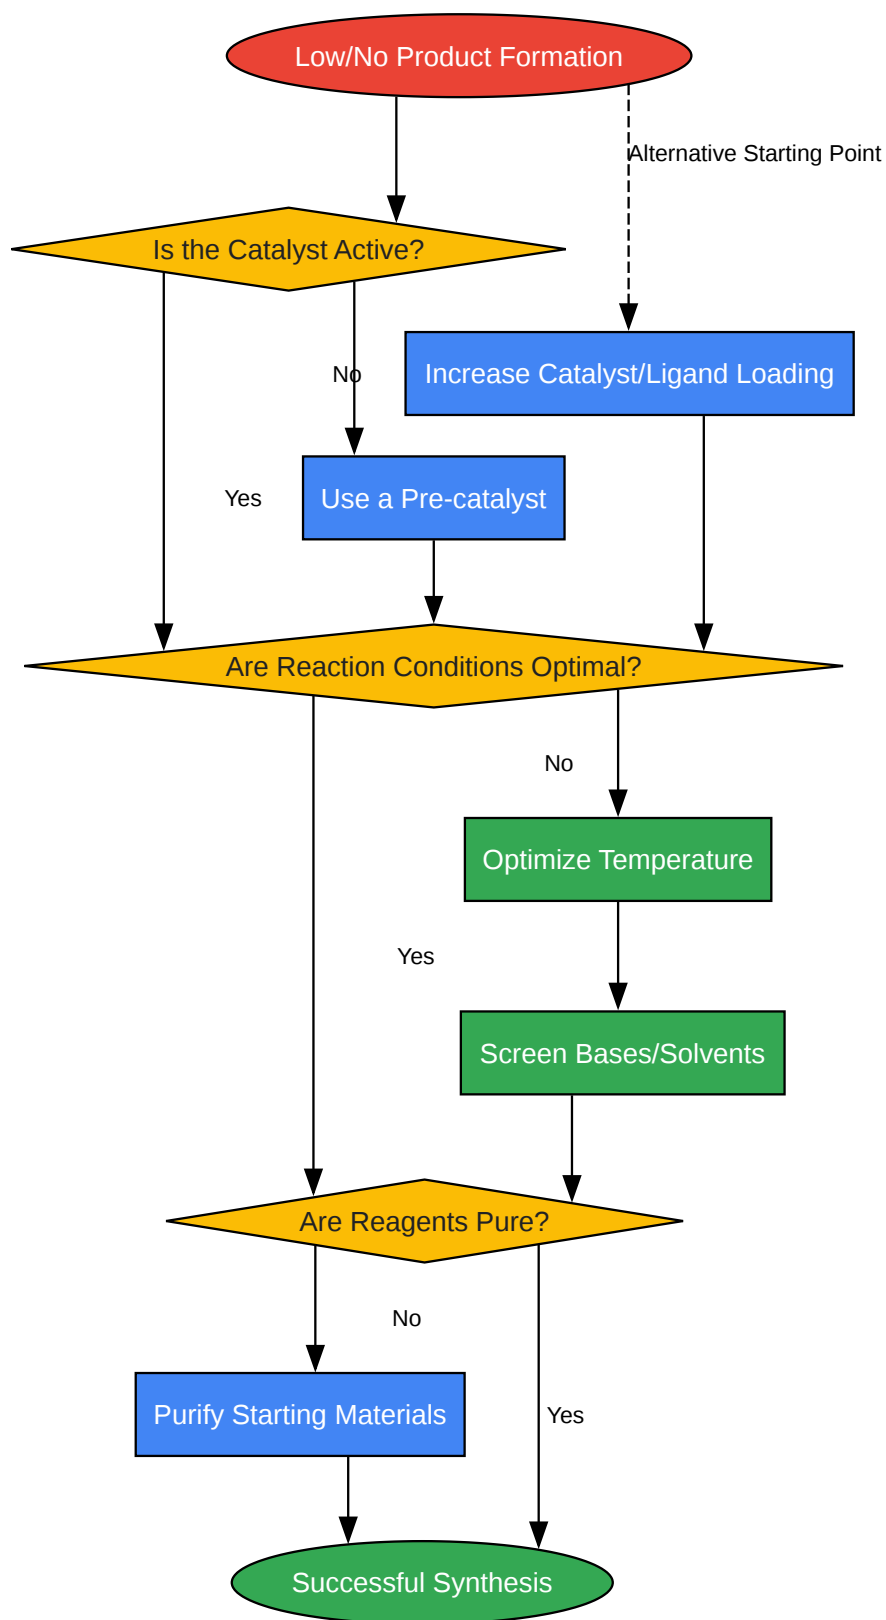 Low/No Product Formation
Alternative Starting Point
Is the Catalyst Active?
No
Increase Catalyst/Ligand Loading
Yes
Use a Pre-catalyst
Are Reaction Conditions Optimal?
No
Optimize Temperature
Yes
Screen Bases/Solvents
Are Reagents Pure?
No
Purify Starting Materials
Yes
Successful Synthesis